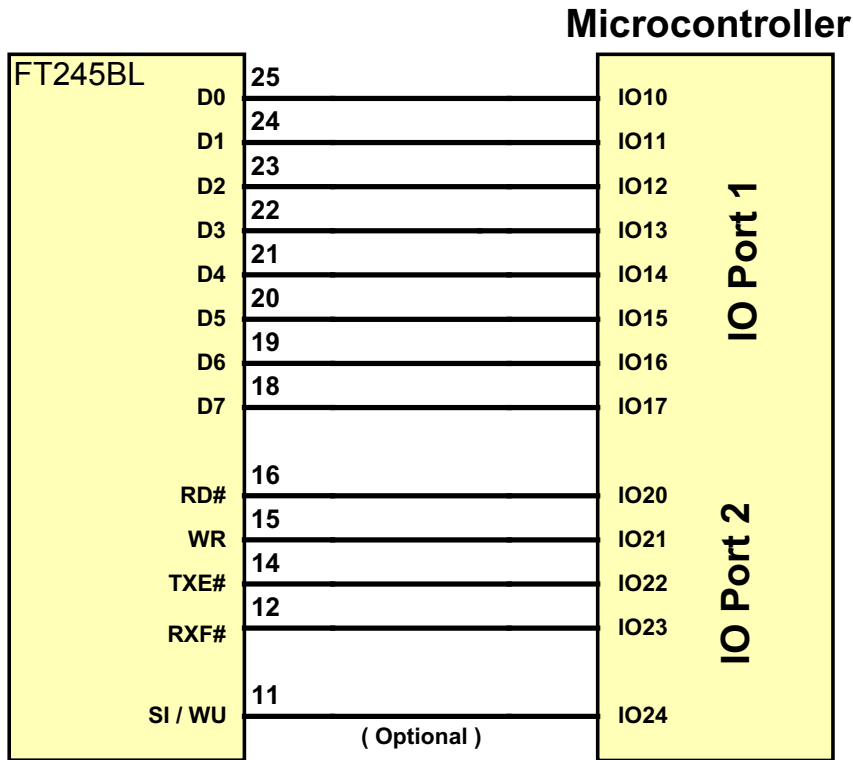 Microcontroller
FT245BL
D0 25 IO10
D1 24 IO11
D2 23 IO12
D3 22 IO13
D4 21 IO14
D5 20 IO15
D6 19 IO16
D7 18 IO17
IO Port 1
RD# 16 IO20
WR 15 IO21
TXE# 14 IO22
RXF# 12 IO23
IO Port 2
SI / WU 11 IO24
( Optional )